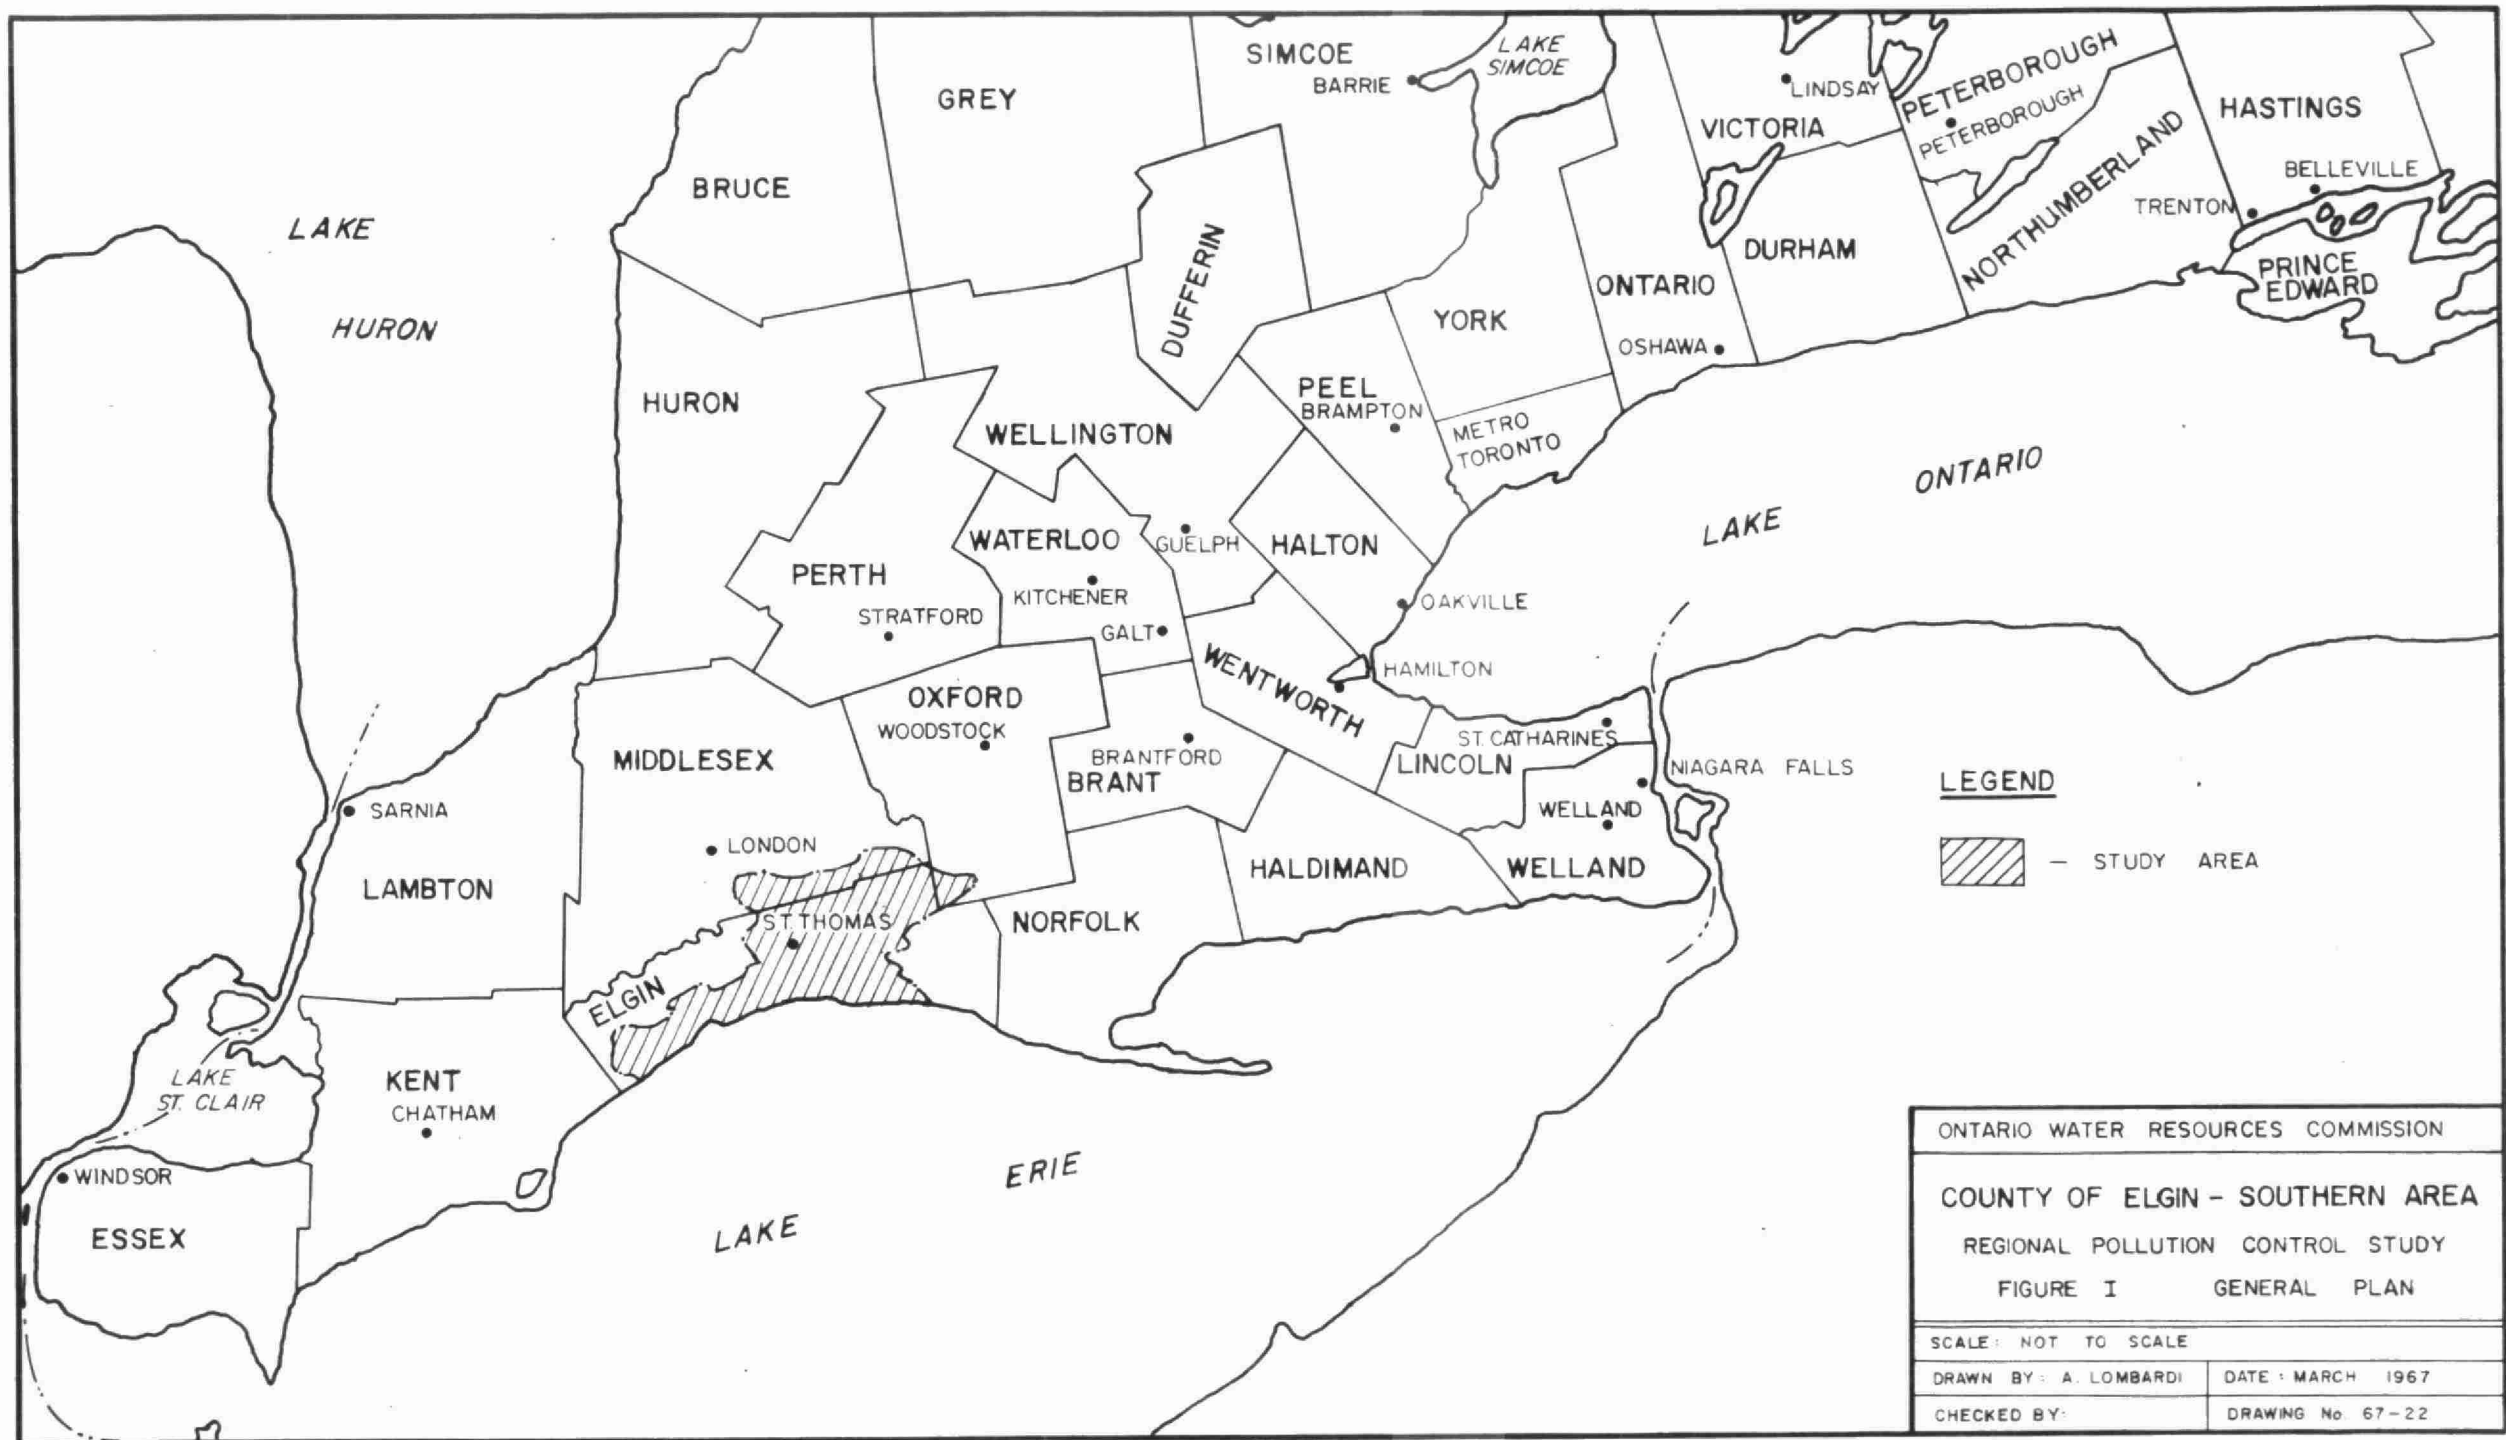 SIMCOE
BARRIE
LAKE
SIMCOE
LINDSAY
VICTORIA
PETERBOROUGH
PETERBOROUGH
NORTHUMBERLAND
HASTINGS
BELLEVILLE
TRENTON
PRINCE
EDWARD
GREY
BRUCE
LAKE
HURON
DUFFERIN
DURHAM
ONTARIO
OSHAWA
YORK
HURON
PEEL
BRAMPTON
METRO
TORONTO
WELLINGTON
LAKE ONTARIO
WATERLOO
GUELPH
HALTON
PERTH
KITCHENER
STRATFORD
GALT
OAKVILLE
WENTWORTH
HAMILTON
OXFORD
WOODSTOCK
MIDDLESEX
BRANTFORD
BRANT
ST. CATHARINES
LINCOLN
NIAGARA FALLS
WELLAND
WELLAND
HALDIMAND
SARNIA
LONDON
LAMBTON
ST. THOMAS
NORFOLK
ELGIN
LAKE
ST. CLAIR
KENT
CHATHAM
WINDSOR
ESSEX
LAKE ERIE
LEGEND
— STUDY AREA
ONTARIO WATER RESOURCES COMMISSION
COUNTY OF ELGIN – SOUTHERN AREA
REGIONAL POLLUTION CONTROL STUDY
FIGURE I GENERAL PLAN
SCALE: NOT TO SCALE
DRAWN BY: A. LOMBARDI DATE: MARCH 1967
CHECKED BY: DRAWING No. 67-22